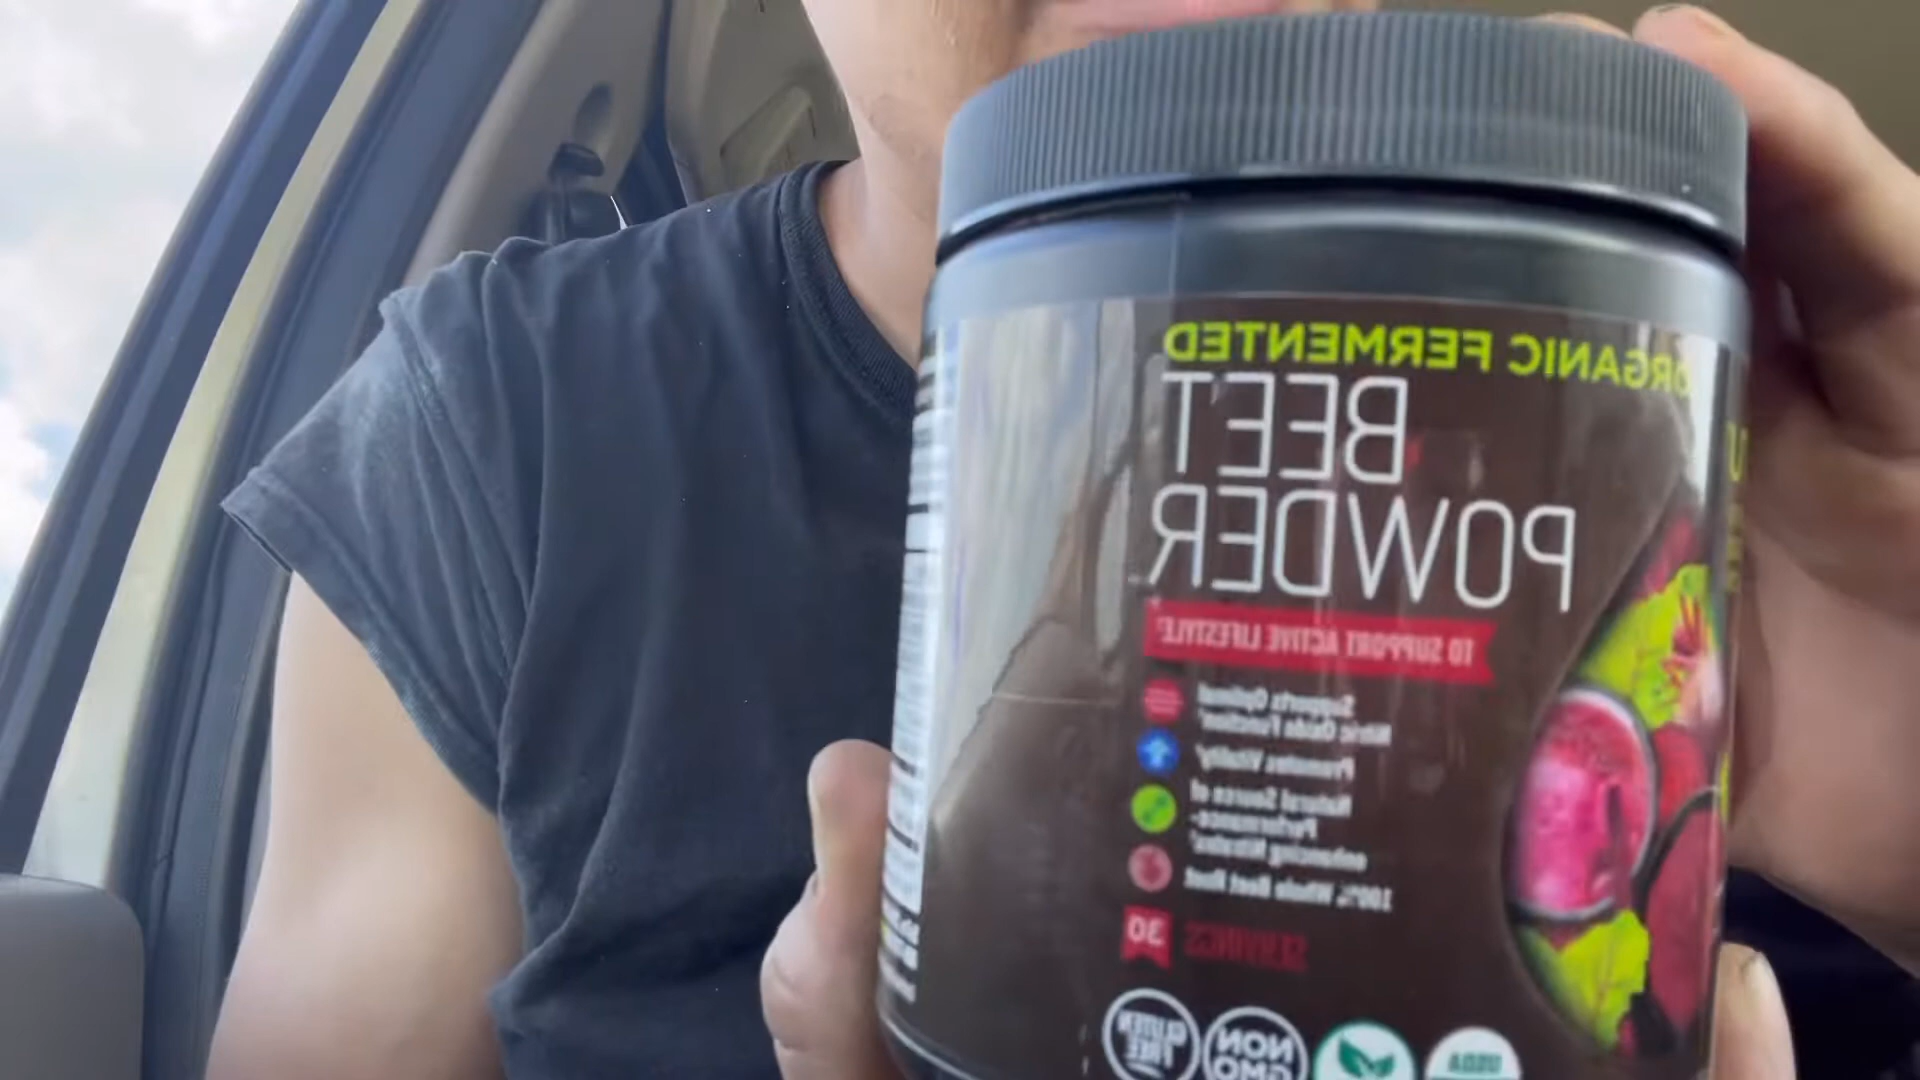 ORGANIC FERMENTED
BEET
POWDER
TO SUPPORT ACTIVE LIFESTYLE*
Supports Optimal
Nitric Oxide Function*
Promotes Vitality*
Natural Source of
Performance-
enhancing Nitrates*
100% Whole Beet Root
30 SERVINGS
GLUTEN
FREE
NON
GMO
USDA